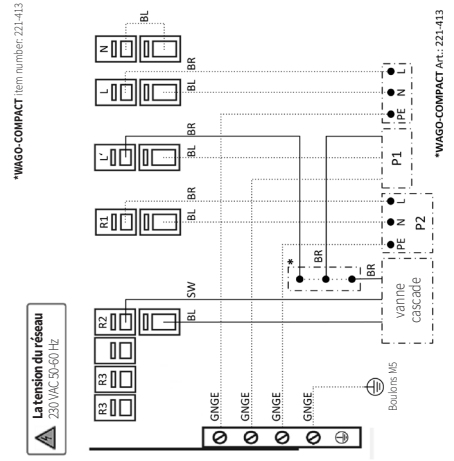 *WAGO-COMPACT item number: 221-413
La tension du réseau
230 VAC 50-60 Hz
R3
R3
R2
R1
L'
L
N
BL
BR
BL
BR
BL
BR
BL
SW
BL
*
BR
BR
GNGE
GNGE
GNGE
GNGE
Boulons M5
vanne
cascade
PE
N
L
P2
P1
PE
N
L
*WAGO-COMPACT Art.: 221-413